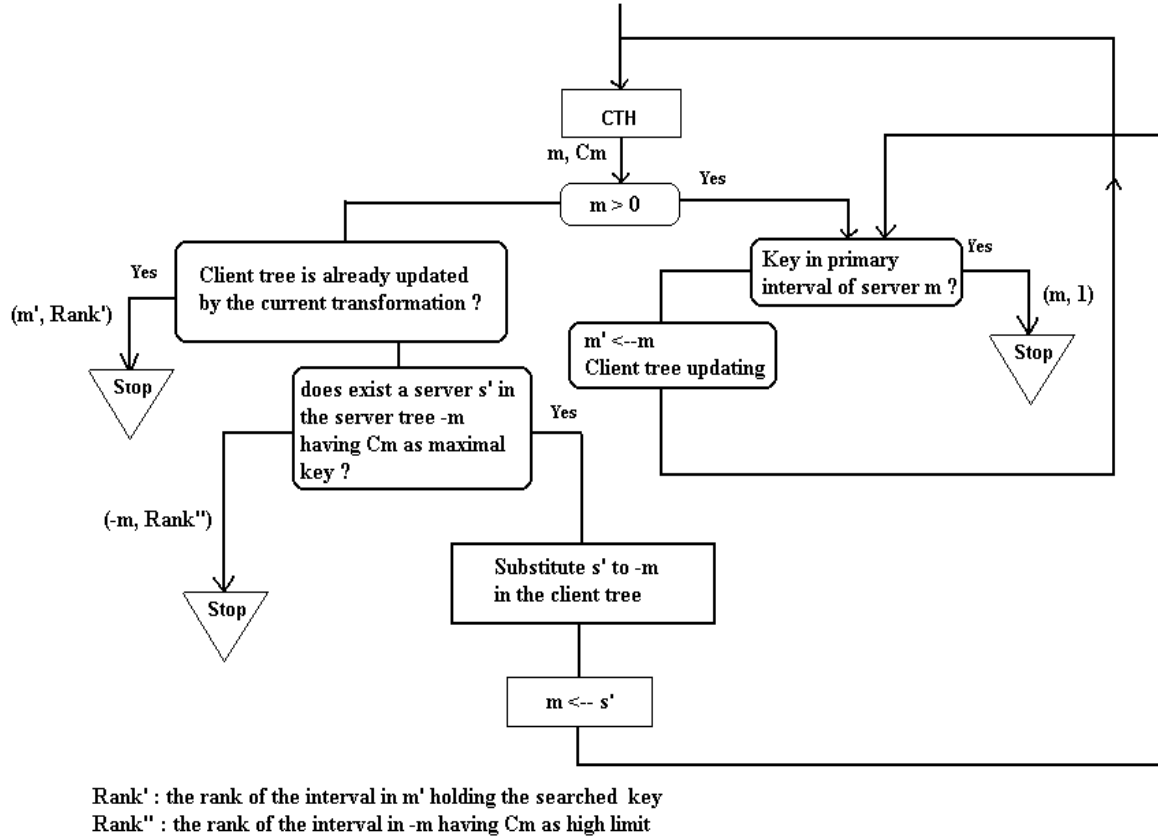 CTH
m, Cm
m > 0
Yes
Client tree is already updated
by the current transformation ?
Yes
(m', Rank')
Stop
Key in primary
interval of server m ?
Yes
(m, 1)
Stop
m' <--m
Client tree updating
does exist a server s' in
the server tree -m
having Cm as maximal
key ?
Yes
(-m, Rank")
Stop
Substitute s' to -m
in the client tree
m <-- s'
Rank' : the rank of the interval in m' holding the searched key
Rank" : the rank of the interval in -m having Cm as high limit